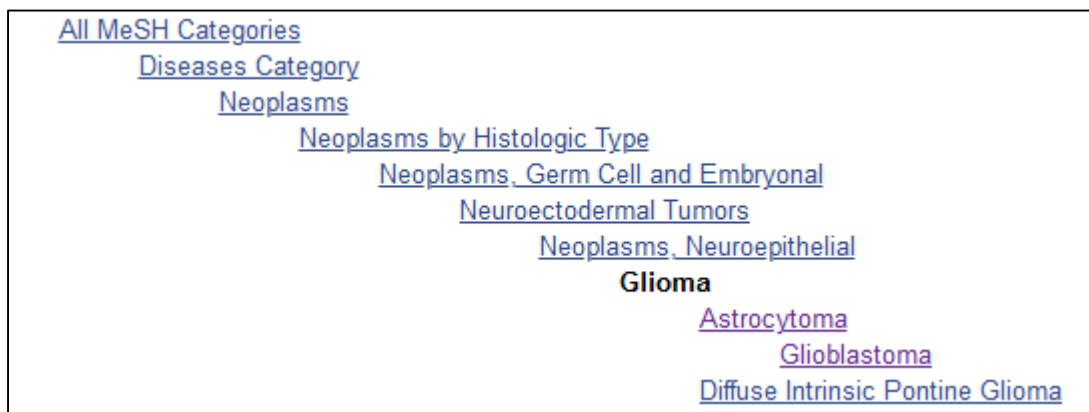 All MeSH Categories
Diseases Category
Neoplasms
Neoplasms by Histologic Type
Neoplasms, Germ Cell and Embryonal
Neuroectodermal Tumors
Neoplasms, Neuroepithelial
Glioma
Astrocytoma
Glioblastoma
Diffuse Intrinsic Pontine Glioma